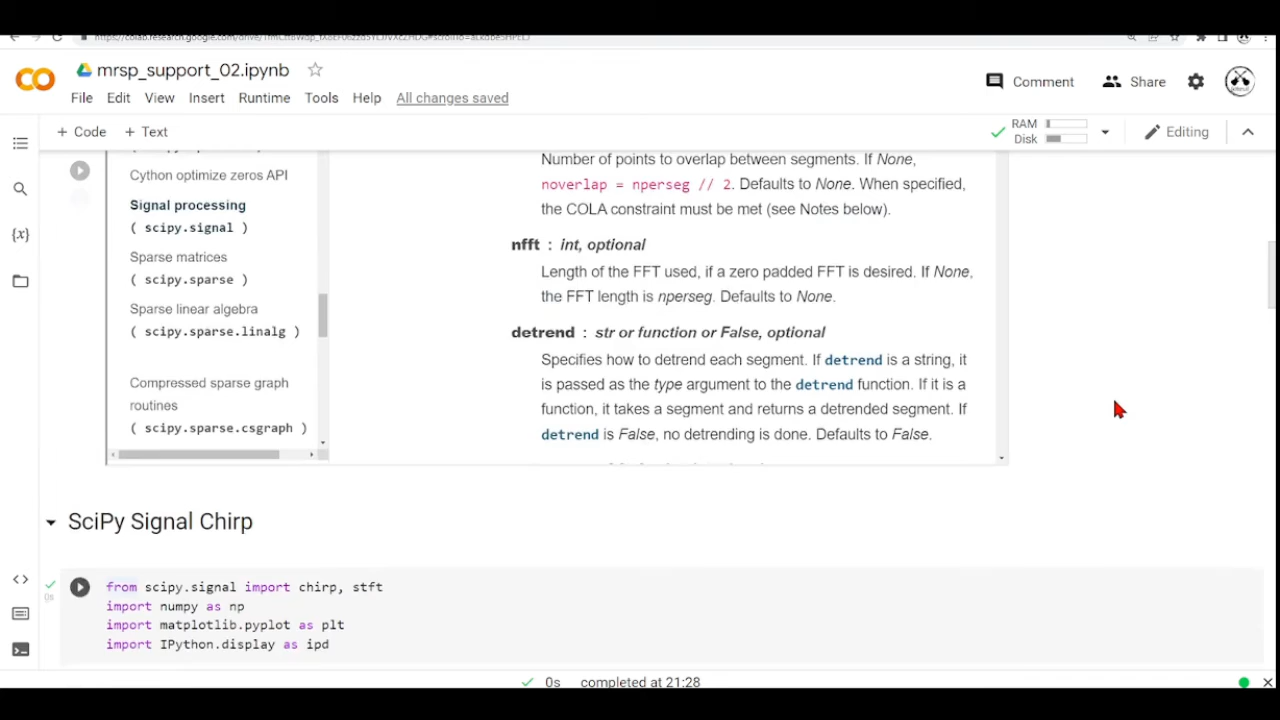 mrsp_support_02.ipynb
File Edit View Insert Runtime Tools Help All changes saved
Comment Share
+ Code + Text
RAM
Disk
Editing
Cython optimize zeros API
Signal processing
( scipy.signal )
Sparse matrices
( scipy.sparse )
Sparse linear algebra
( scipy.sparse.linalg )
Compressed sparse graph
routines
( scipy.sparse.csgraph )
Number of points to overlap between segments. If None,
noverlap = nperseg // 2. Defaults to None. When specified,
the COLA constraint must be met (see Notes below).
nfft : int, optional
Length of the FFT used, if a zero padded FFT is desired. If None,
the FFT length is nperseg. Defaults to None.
detrend : str or function or False, optional
Specifies how to detrend each segment. If detrend is a string, it
is passed as the type argument to the detrend function. If it is a
function, it takes a segment and returns a detrended segment. If
detrend is False, no detrending is done. Defaults to False.
SciPy Signal Chirp
0s
from scipy.signal import chirp, stft
import numpy as np
import matplotlib.pyplot as plt
import IPython.display as ipd
0s completed at 21:28